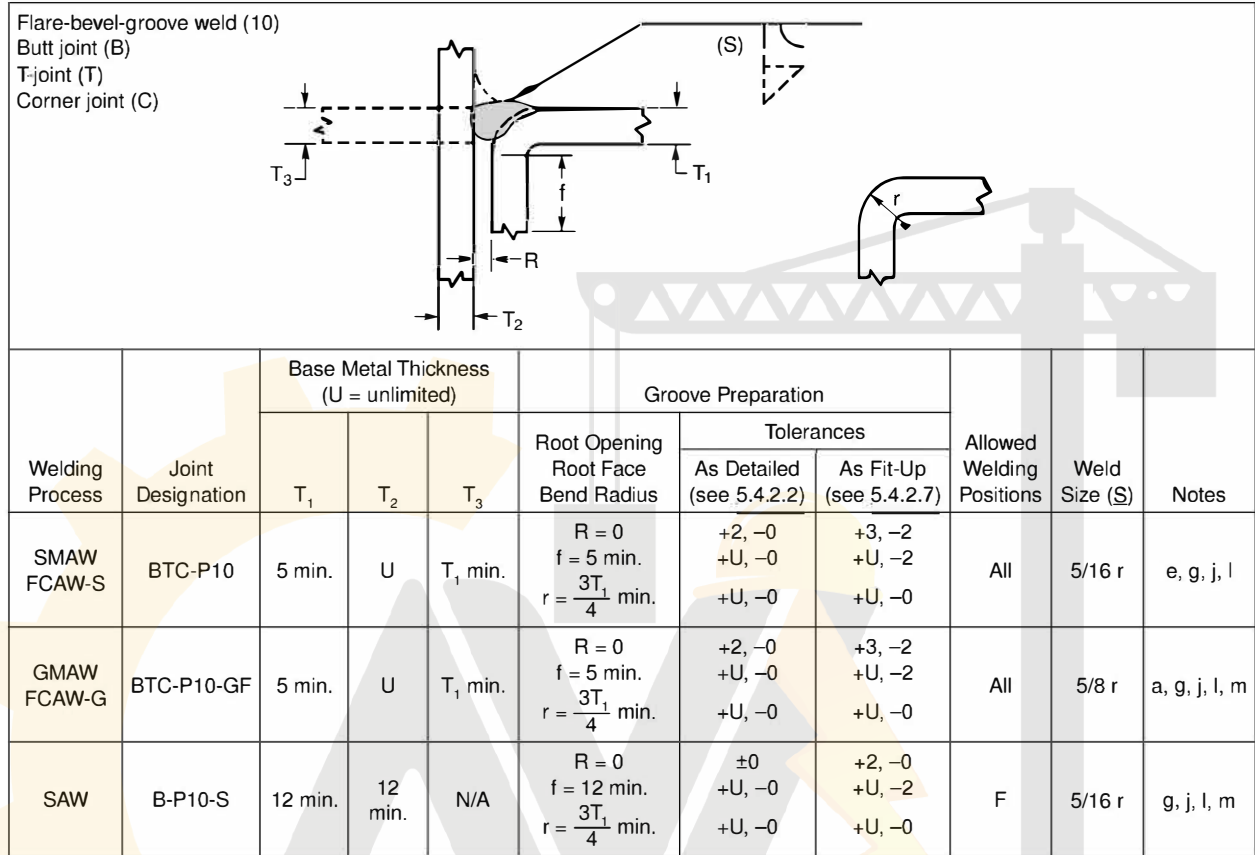 Flare-bevel-groove weld (10)
Butt joint (B)
T-joint (T)
Corner joint (C)
(S)
T3
T1
f
R
T2
r
Base Metal Thickness
(U = unlimited)
Groove Preparation
Welding
Process
Joint
Designation
T1
T2
T3
Root Opening
Root Face
Bend Radius
Tolerances
As Detailed
(see 5.4.2.2)
As Fit-Up
(see 5.4.2.7)
Allowed
Welding
Positions
Weld
Size (S)
Notes
SMAW
FCAW-S
BTC-P10
5 min.
U
T1 min.
R = 0
f = 5 min.
r = 3T1/4 min.
+2, –0
+U, –0
+U, –0
+3, –2
+U, –2
+U, –0
All
5/16 r
e, g, j, l
GMAW
FCAW-G
BTC-P10-GF
5 min.
U
T1 min.
R = 0
f = 5 min.
r = 3T1/4 min.
+2, –0
+U, –0
+U, –0
+3, –2
+U, –2
+U, –0
All
5/8 r
a, g, j, l, m
SAW
B-P10-S
12 min.
12
min.
N/A
R = 0
f = 12 min.
r = 3T1/4 min.
±0
+U, –0
+U, –0
+2, –0
+U, –2
+U, –0
F
5/16 r
g, j, l, m